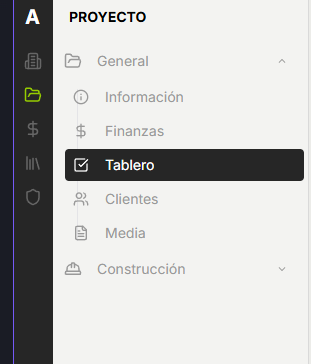 A
PROYECTO
General
Información
Finanzas
Tablero
Clientes
Media
Construcción